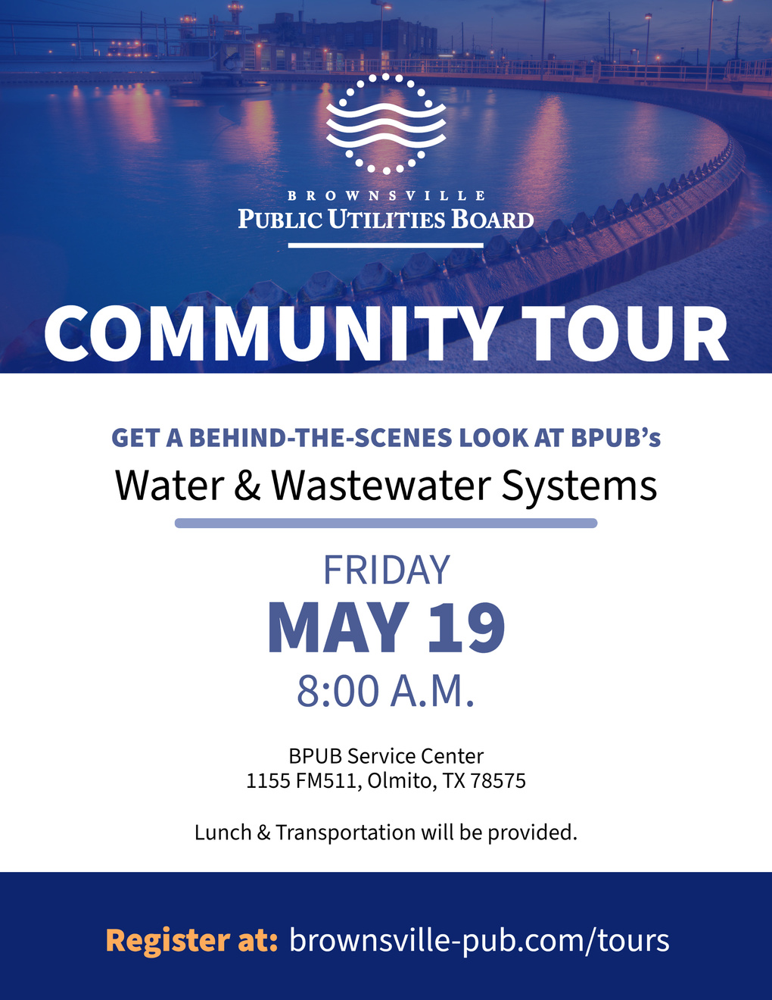 BROWNSVILLE
PUBLIC UTILITIES BOARD
COMMUNITY TOUR
GET A BEHIND-THE-SCENES LOOK AT BPUB's
Water & Wastewater Systems
FRIDAY
MAY 19
8:00 A.M.
BPUB Service Center
1155 FM511, Olmito, TX 78575
Lunch & Transportation will be provided.
Register at: brownsville-pub.com/tours